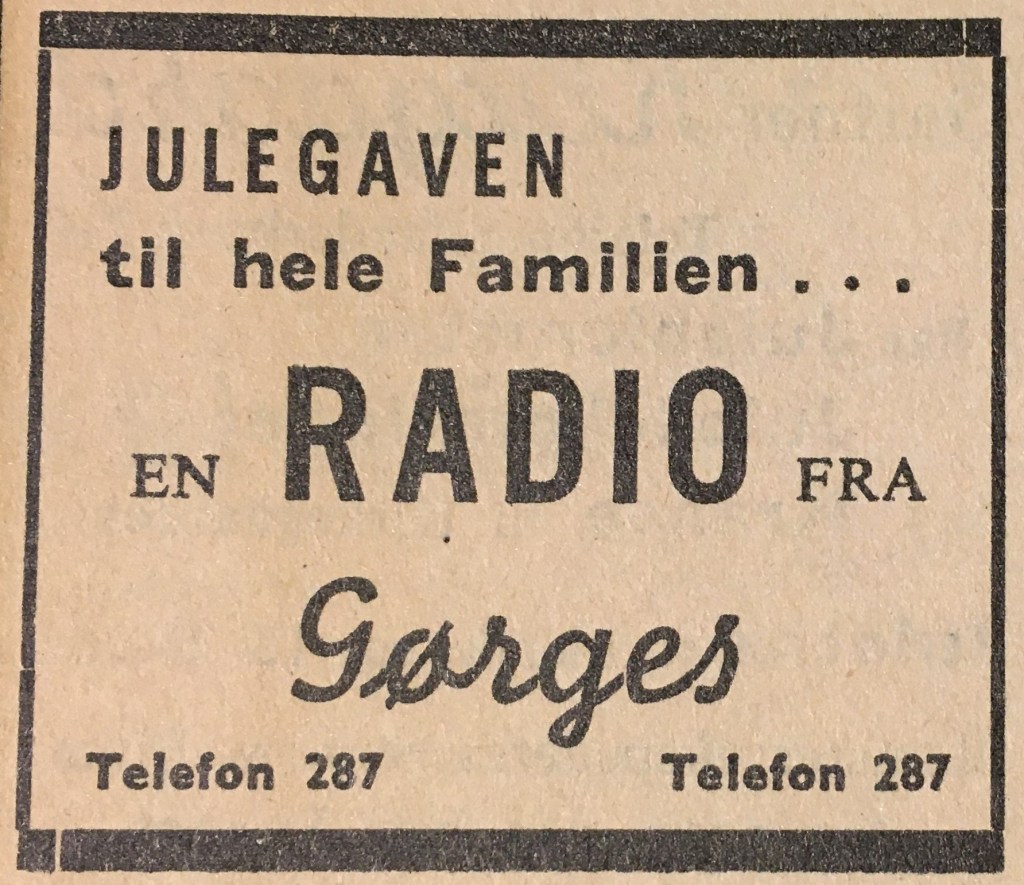 JULEGAVEN
til hele Familien . . .
EN RADIO FRA
Gørges
Telefon 287 Telefon 287